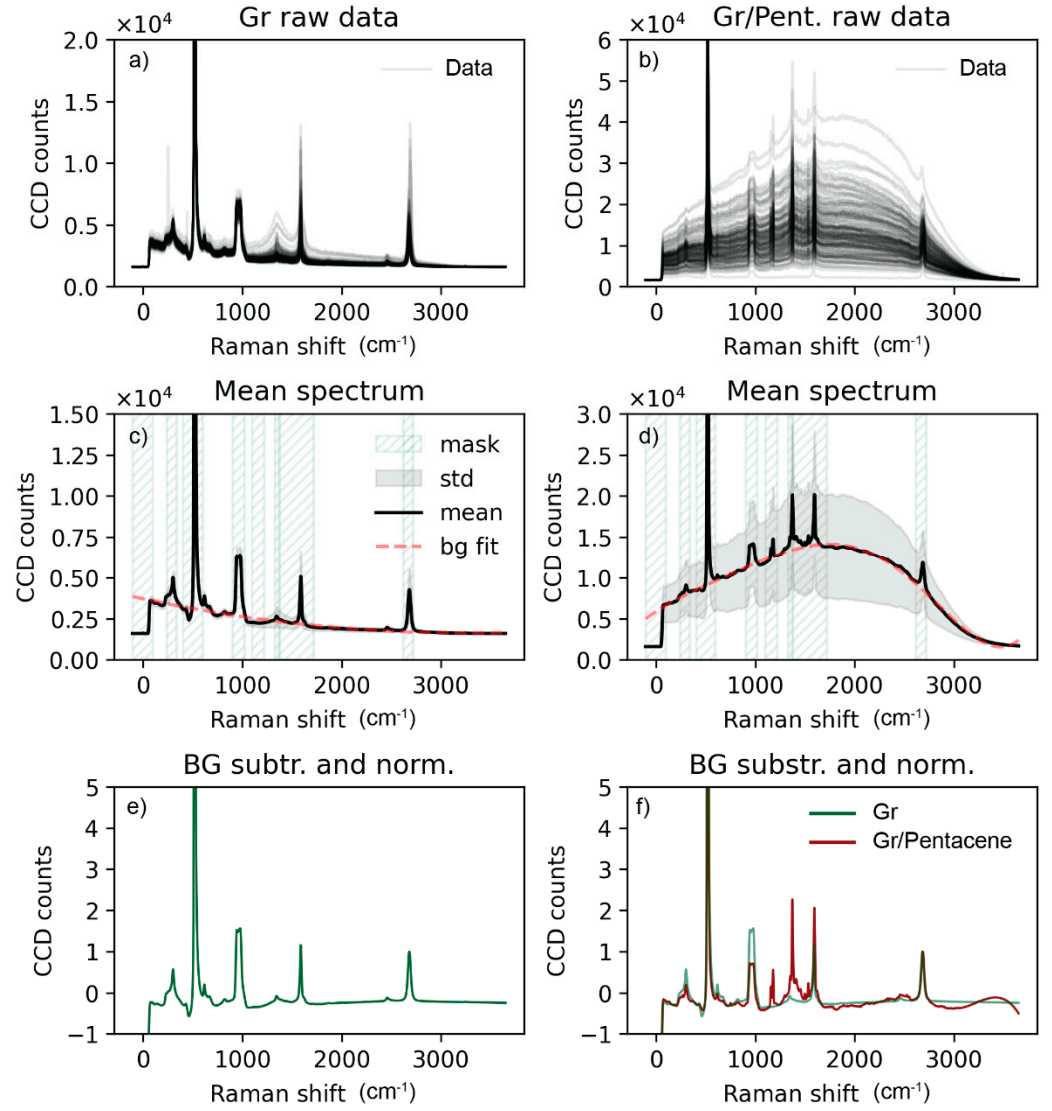 Gr raw data
×10⁴
a)
Data
2.0
1.5
1.0
0.5
0.0
CCD counts
0
1000
2000
3000
Raman shift (cm⁻¹)
Gr/Pent. raw data
×10⁴
b)
Data
6
5
4
3
2
1
0
CCD counts
0
1000
2000
3000
Raman shift (cm⁻¹)
Mean spectrum
×10⁴
c)
mask
std
mean
bg fit
1.50
1.25
1.00
0.75
0.50
0.25
0.00
CCD counts
0
1000
2000
3000
Raman shift (cm⁻¹)
Mean spectrum
×10⁴
d)
3.0
2.5
2.0
1.5
1.0
0.5
0.0
CCD counts
0
1000
2000
3000
Raman shift (cm⁻¹)
BG subtr. and norm.
e)
5
4
3
2
1
0
−1
CCD counts
0
1000
2000
3000
Raman shift (cm⁻¹)
BG substr. and norm.
f)
Gr
Gr/Pentacene
5
4
3
2
1
0
−1
CCD counts
0
1000
2000
3000
Raman shift (cm⁻¹)